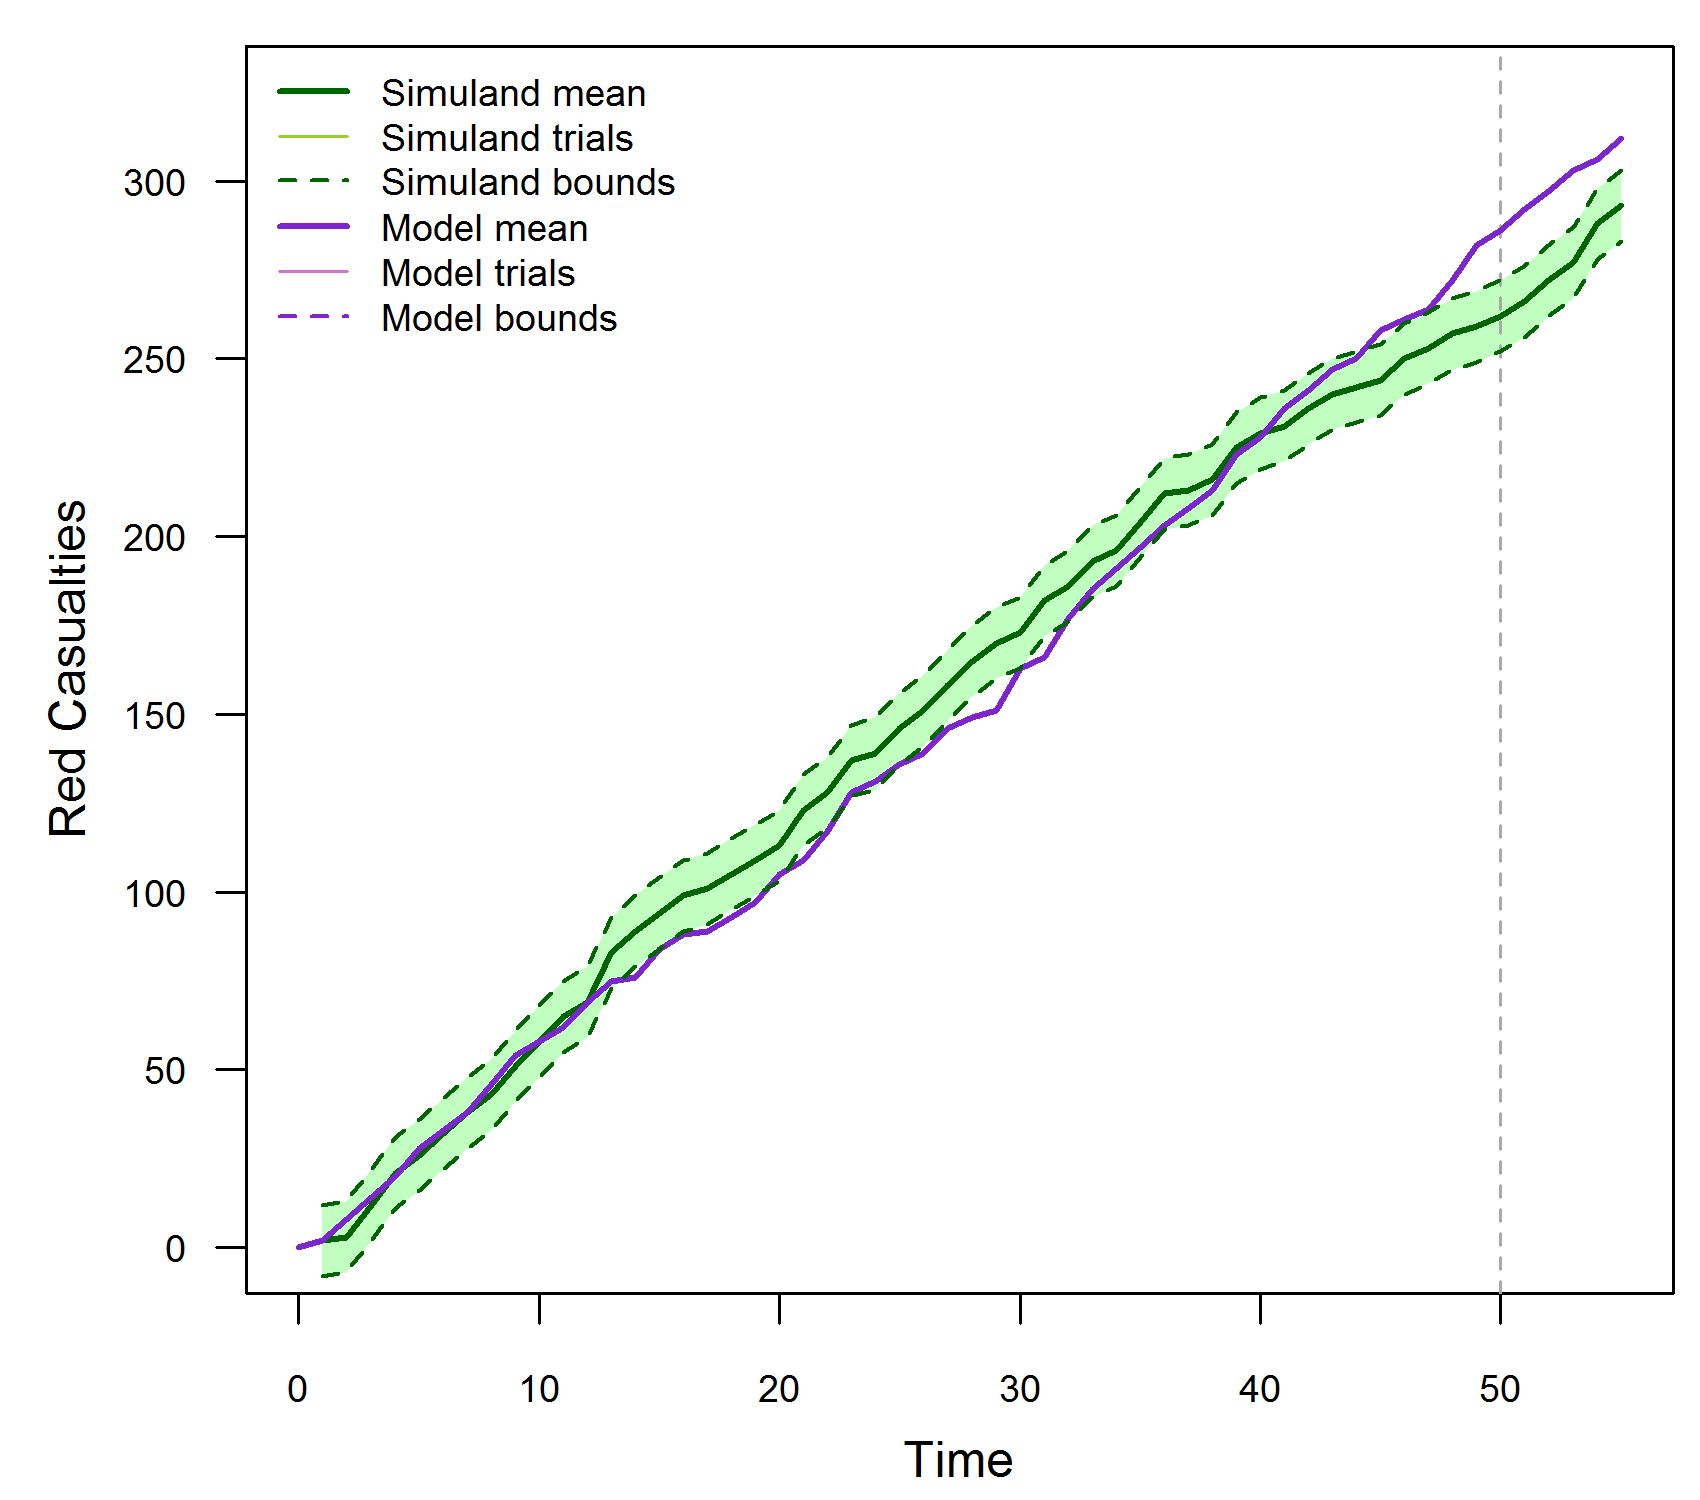 Simuland mean
Simuland trials
Simuland bounds
Model mean
Model trials
Model bounds
300
250
200
150
100
50
0
Red Casualties
0 10 20 30 40 50
Time